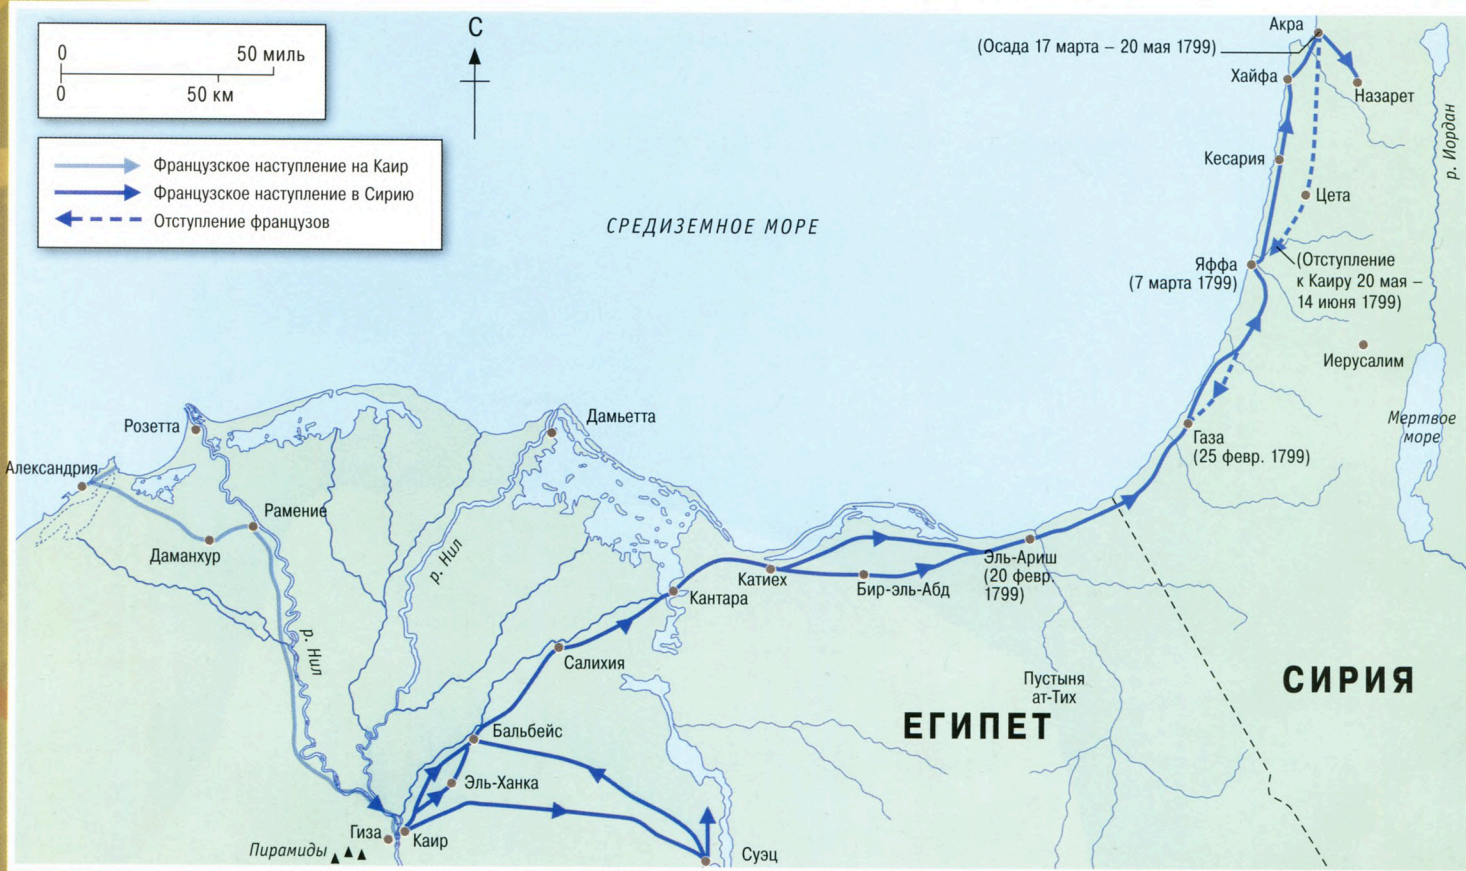 0 50 миль
0 50 км
С
Французское наступление на Каир
Французское наступление в Сирию
Отступление французов
СРЕДИЗЕМНОЕ МОРЕ
Акра
(Осада 17 марта – 20 мая 1799)
Хайфа
Назарет
р. Иордан
Кесария
Цета
Яффа
(7 марта 1799)
(Отступление
к Каиру 20 мая –
14 июня 1799)
Иерусалим
Мертвое
море
Газа
(25 февр. 1799)
Розетта
Дамьетта
Александрия
Рамение
Даманхур
р. Нил
р. Нил
Катиех
Кантара
Бир-эль-Абд
Эль-Ариш
(20 февр.
1799)
Салихия
Пустыня
ат-Тих
СИРИЯ
ЕГИПЕТ
Бальбейс
Эль-Ханка
Гиза
Каир
Пирамиды
Суэц